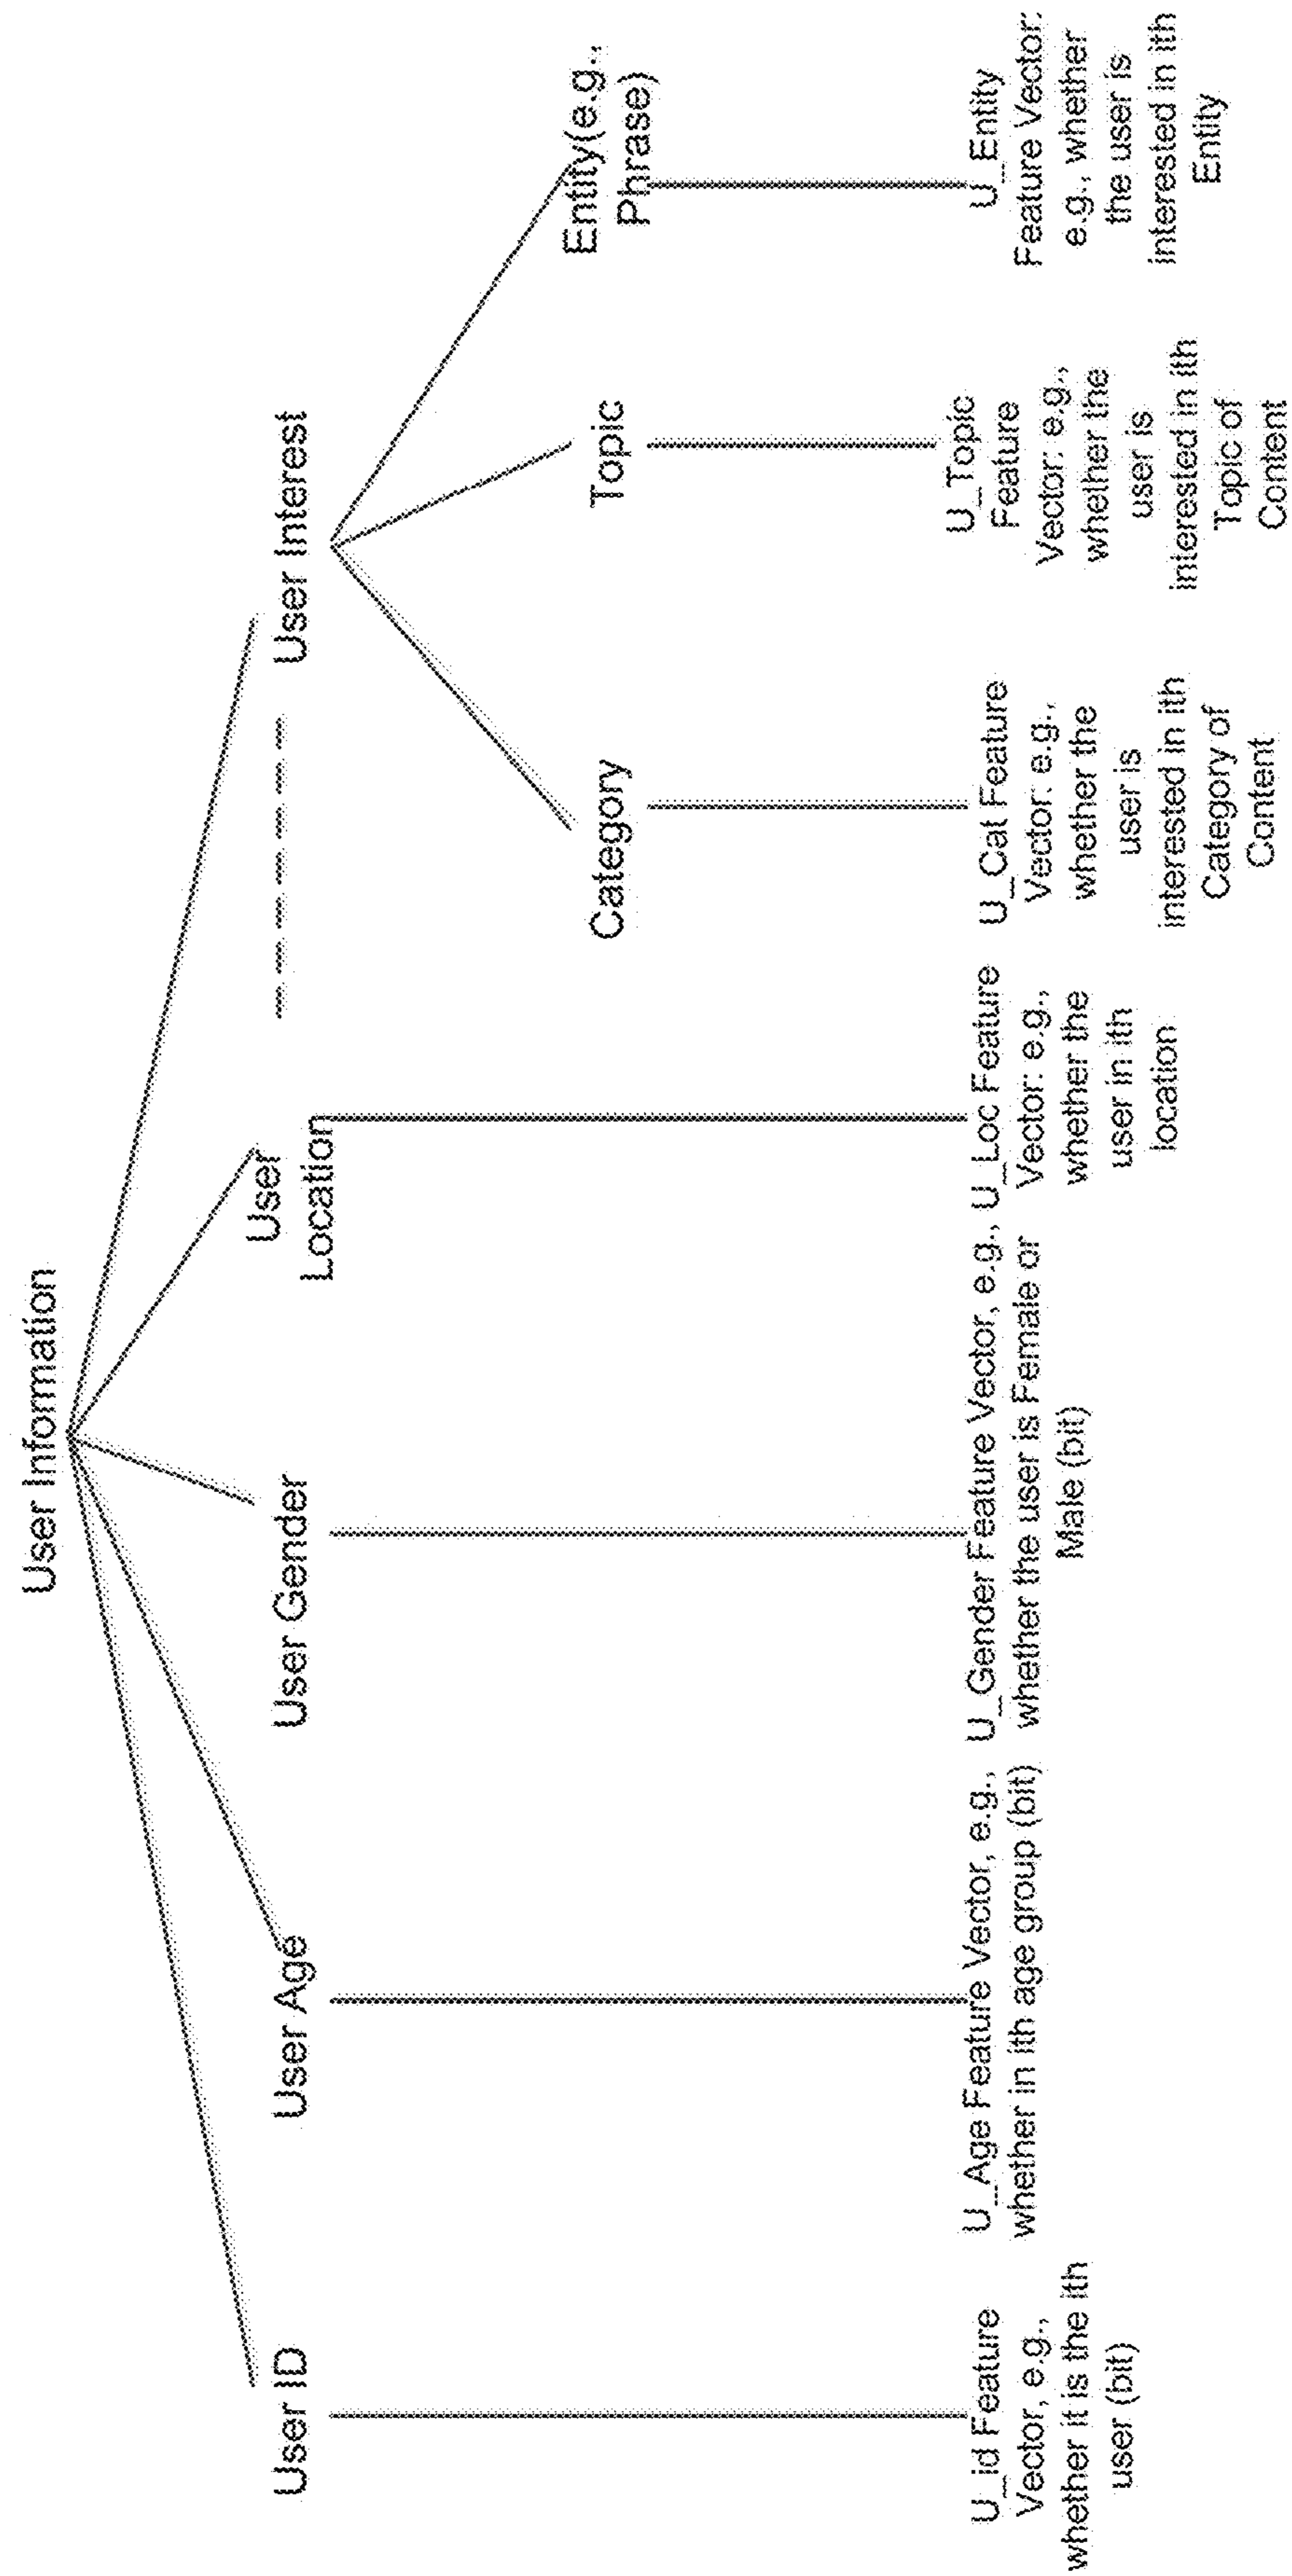 User Information
User ID
User Age
User Gender
User
Location
User Interest
Category
Topic
Entity(e.g.,
Phrase)
U_id Feature
Vector, e.g.,
whether it is the ith
user (bit)
U_Age Feature Vector, e.g.,
whether in ith age group (bit)
U_Gender Feature Vector, e.g.,
whether the user is Female or
Male (bit)
U_Loc Feature
Vector: e.g.,
whether the
user in ith
location
U_Cat Feature
Vector: e.g.,
whether the
user is
interested in ith
Category of
Content
U_Topic
Feature
Vector: e.g.,
whether the
user is
interested in ith
Topic of
Content
U_Entity
Feature Vector:
e.g., whether
the user is
interested in ith
Entity